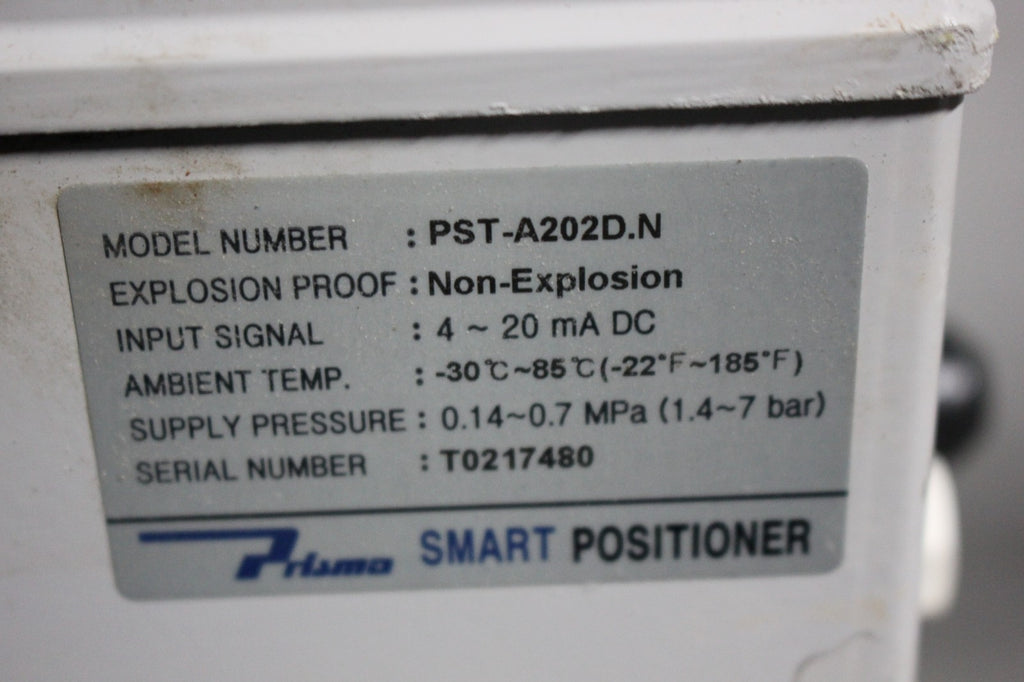 MODEL NUMBER : PST-A202D.N
EXPLOSION PROOF : Non-Explosion
INPUT SIGNAL : 4 ~ 20 mA DC
AMBIENT TEMP. : -30℃~85℃(-22°F~185°F)
SUPPLY PRESSURE : 0.14~0.7 MPa (1.4~7 bar)
SERIAL NUMBER : T0217480
Prisma SMART POSITIONER